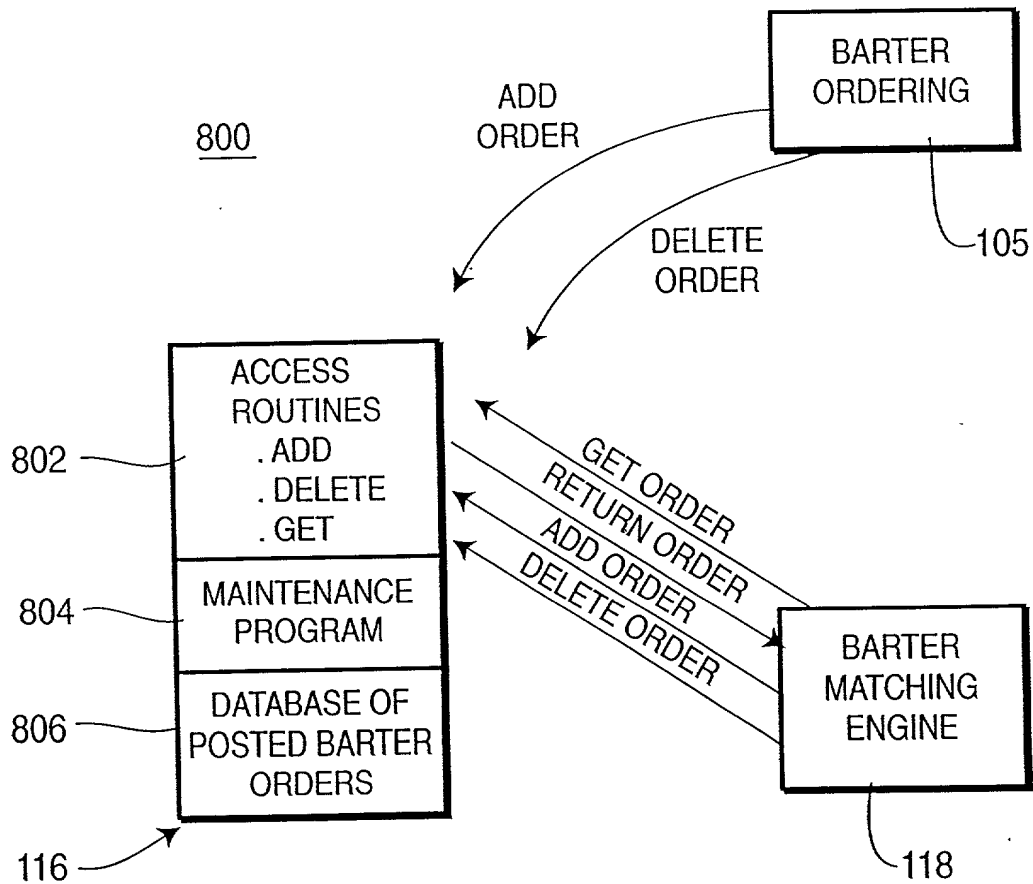 BARTER
ORDERING
ADD
ORDER
800
DELETE
ORDER
105
ACCESS
ROUTINES
. ADD
. DELETE
. GET
802
GET ORDER
RETURN ORDER
ADD ORDER
DELETE ORDER
MAINTENANCE
PROGRAM
804
BARTER
MATCHING
ENGINE
DATABASE OF
POSTED BARTER
ORDERS
806
116
118